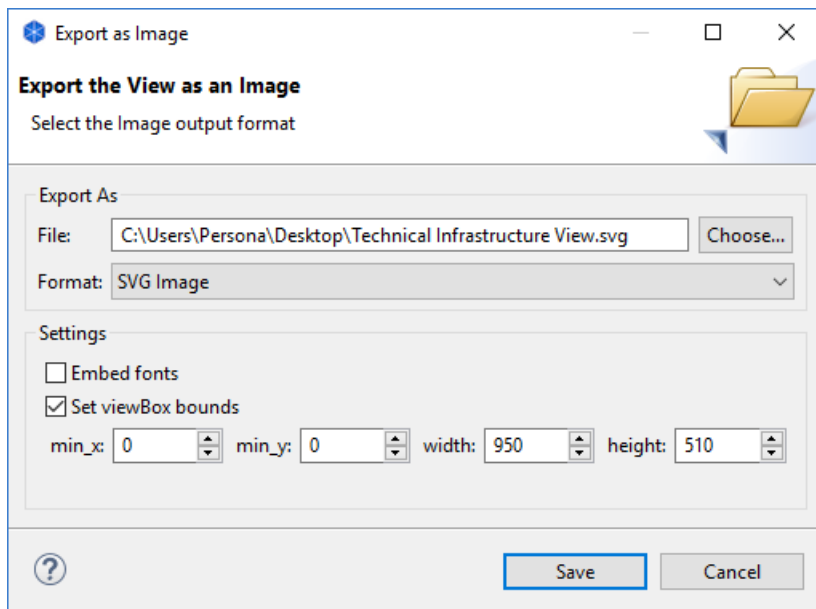 Export as Image
Export the View as an Image
Select the Image output format
Export As
File: C:\Users\Persona\Desktop\Technical Infrastructure View.svg Choose...
Format: SVG Image
Settings
Embed fonts
Set viewBox bounds
min_x: 0 min_y: 0 width: 950 height: 510
? Save Cancel